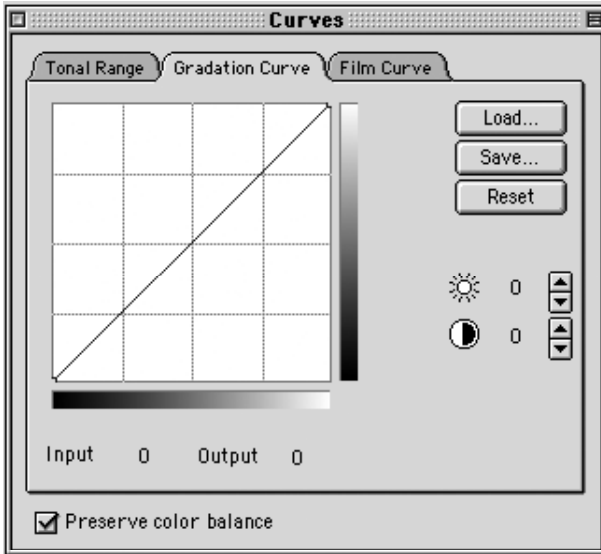 Curves
Tonal Range Gradation Curve Film Curve
Load...
Save...
Reset
0
0
Input 0 Output 0
Preserve color balance